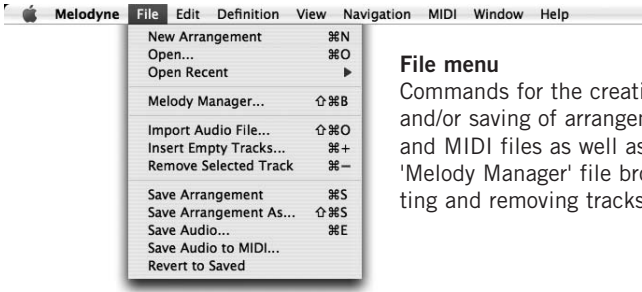 Melodyne File Edit Definition View Navigation MIDI Window Help
New Arrangement ⌘N
Open... ⌘O
Open Recent ▶
Melody Manager... ⇧⌘B
Import Audio File... ⇧⌘O
Insert Empty Tracks... ⌘+
Remove Selected Track ⌘−
Save Arrangement ⌘S
Save Arrangement As... ⇧⌘S
Save Audio... ⌘E
Save Audio to MIDI...
Revert to Saved
File menu
Commands for the creati
and/or saving of arranger
and MIDI files as well as
'Melody Manager' file bro
ting and removing tracks